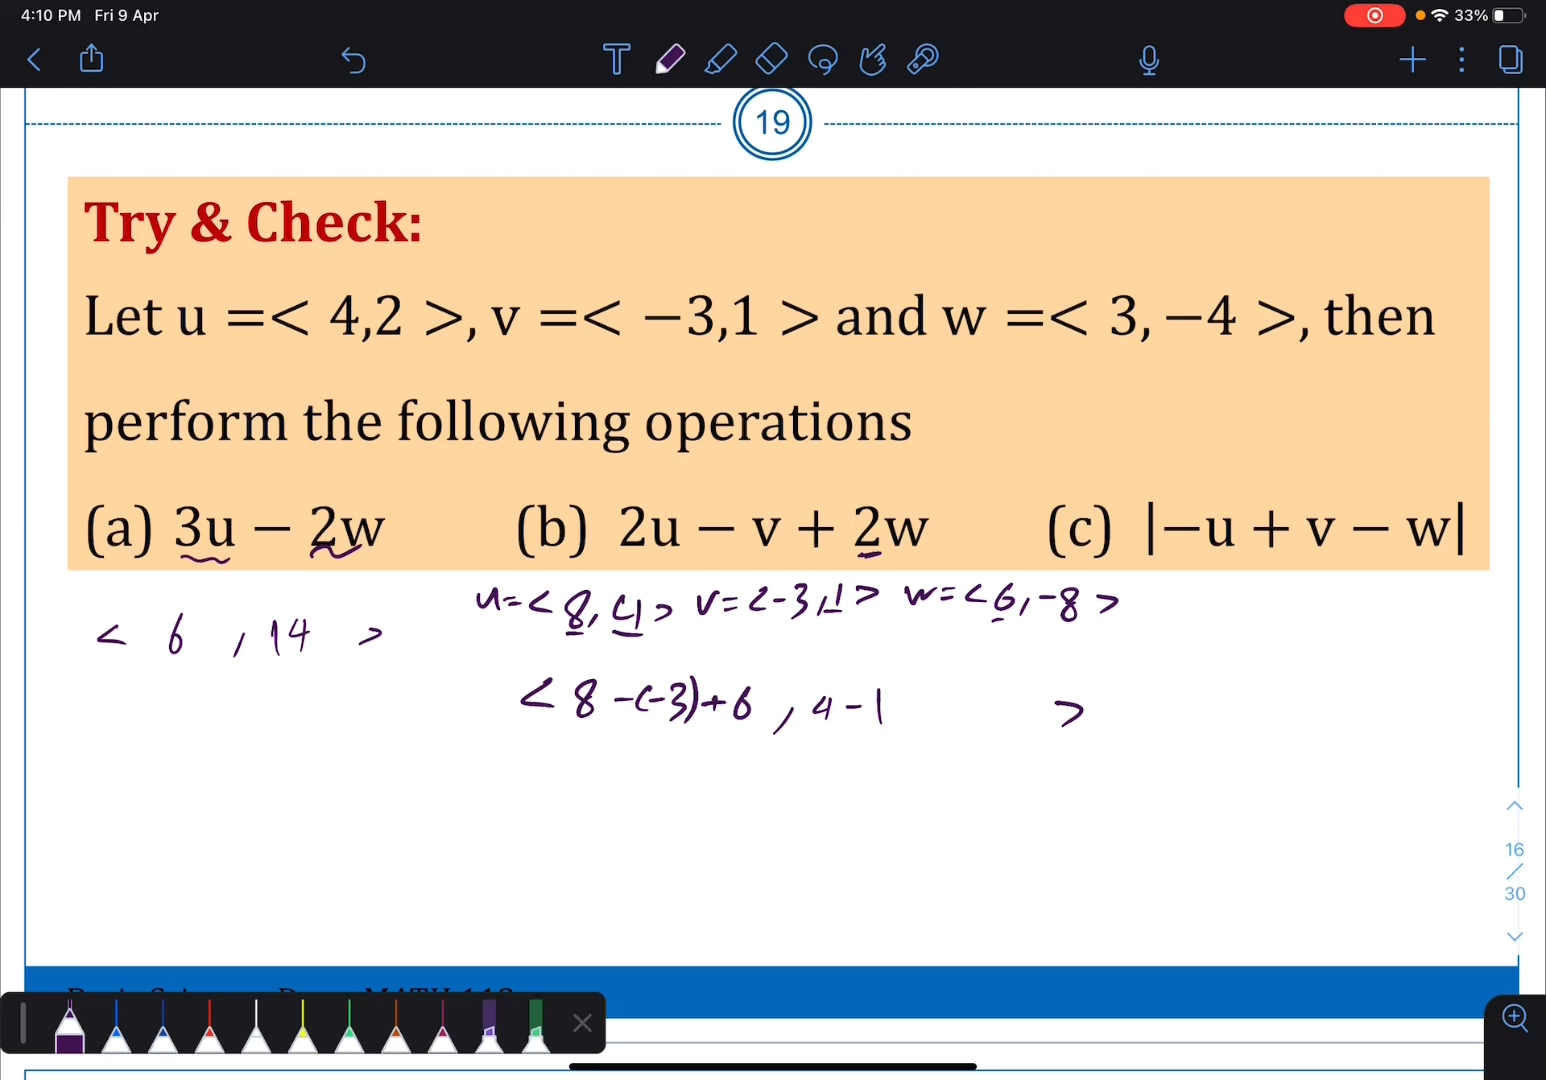 4:10 PM Fri 9 Apr
33%
19
Try & Check:
Let u =< 4,2 >, v =< −3,1 > and w =< 3, −4 >, then
perform the following operations
(a) 3u − 2w (b) 2u − v + 2w (c) |−u + v − w|
u=<8,4> v=<-3,1> w=<6,-8>
< 6 , 14 >
< 8 -(-3)+6 , 4 - 1 >
16
30